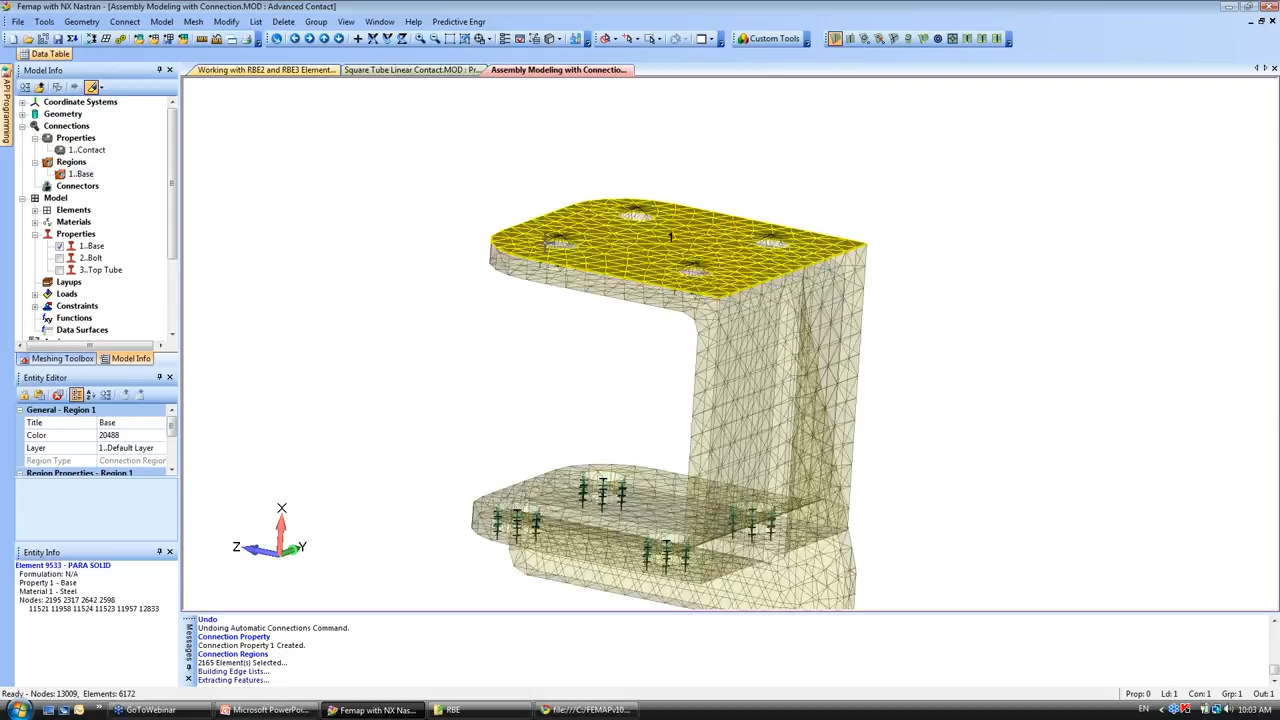 Femap with NX Nastran - [Assembly Modeling with Connection.MOD : Advanced Contact]
File Tools Geometry Connect Model Mesh Modify List Delete Group View Window Help Predictive Engr
Custom Tools
Data Table
Model Info
Working with RBE2 and RBE3 Element... Square Tube Linear Contact.MOD : Pr... Assembly Modeling with Connectio...
API Programming
Coordinate Systems
Geometry
Connections
Properties
1..Contact
Regions
1..Base
Connectors
Model
Elements
Materials
Properties
1..Base
2..Bolt
3..Top Tube
Layups
Loads
Constraints
Functions
Data Surfaces
Meshing Toolbox Model Info
Entity Editor
General - Region 1
Title Base
Color 20488
Layer 1..Default Layer
Region Type Connection Region
Region Properties - Region 1
1
X
Z
Y
Entity Info
Element 9533 - PARA SOLID
Formulation: N/A
Property 1 - Base
Material 1 - Steel
Nodes: 2195 2317 2642 2598
11521 11958 11524 11523 11957 12833
Messages
Undo
Undoing Automatic Connections Command.
Connection Property
Connection Property 1 Created.
Connection Regions
2165 Element(s) Selected...
Building Edge Lists...
Extracting Features...
Ready - Nodes: 13009, Elements: 6172
Prop: 0 Ld: 1 Con: 1 Grp: 1 Out: 1
GoToWebinar
Microsoft PowerPoi...
Femap with NX Nas...
RBE
file:///C:/FEMAPv10...
EN
10:03 AM